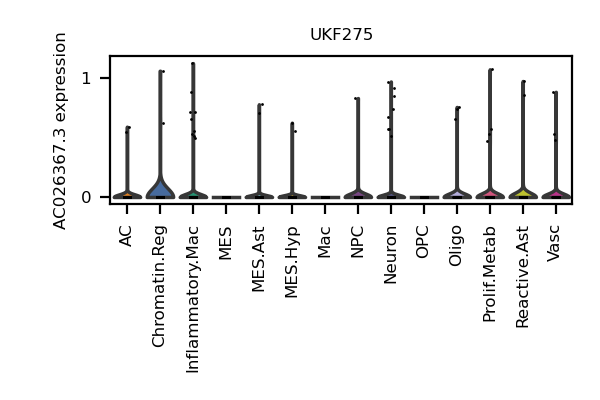 UKF275
AC026367.3 expression
1
0
AC
Chromatin.Reg
Inflammatory.Mac
MES
MES.Ast
MES.Hyp
Mac
NPC
Neuron
OPC
Oligo
Prolif.Metab
Reactive.Ast
Vasc